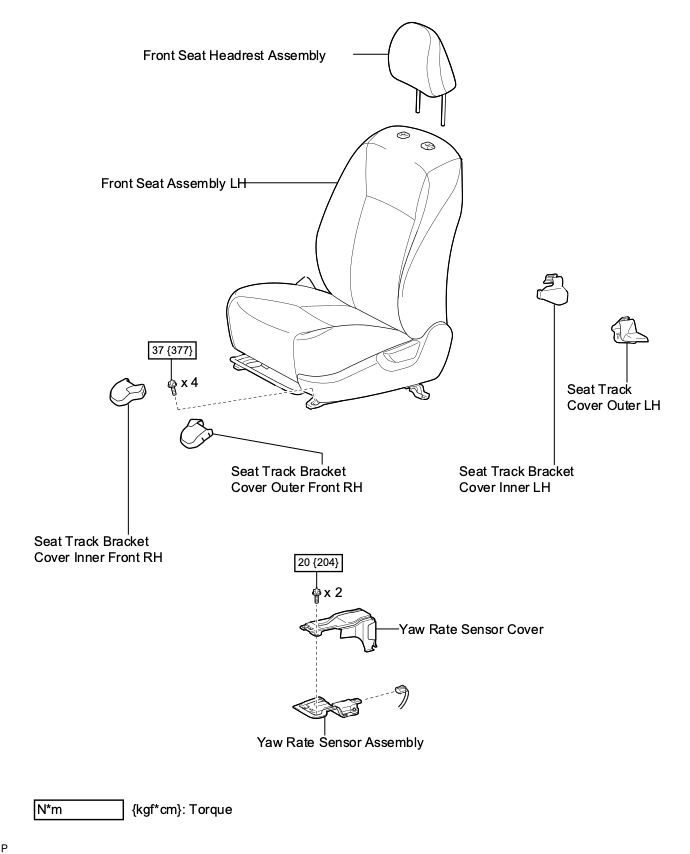 Front Seat Headrest Assembly
Front Seat Assembly LH
37 {377}
x 4
Seat Track
Cover Outer LH
Seat Track Bracket
Cover Outer Front RH
Seat Track Bracket
Cover Inner LH
Seat Track Bracket
Cover Inner Front RH
20 {204}
x 2
Yaw Rate Sensor Cover
Yaw Rate Sensor Assembly
N*m {kgf*cm}: Torque
P